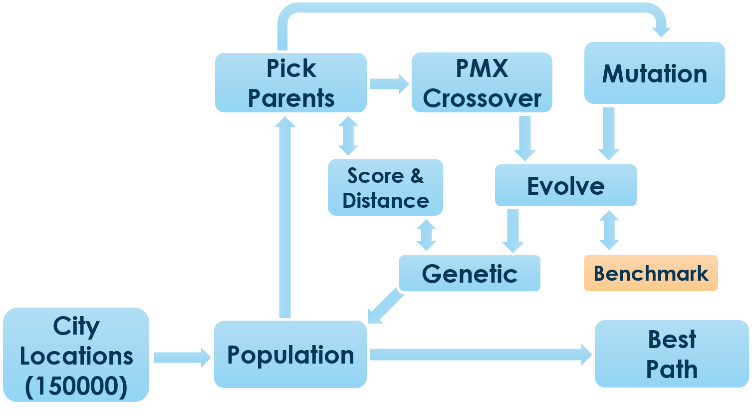 Pick
Parents
PMX
Crossover
Mutation
Score &
Distance
Evolve
Genetic
Benchmark
City
Locations
(150000)
Population
Best
Path